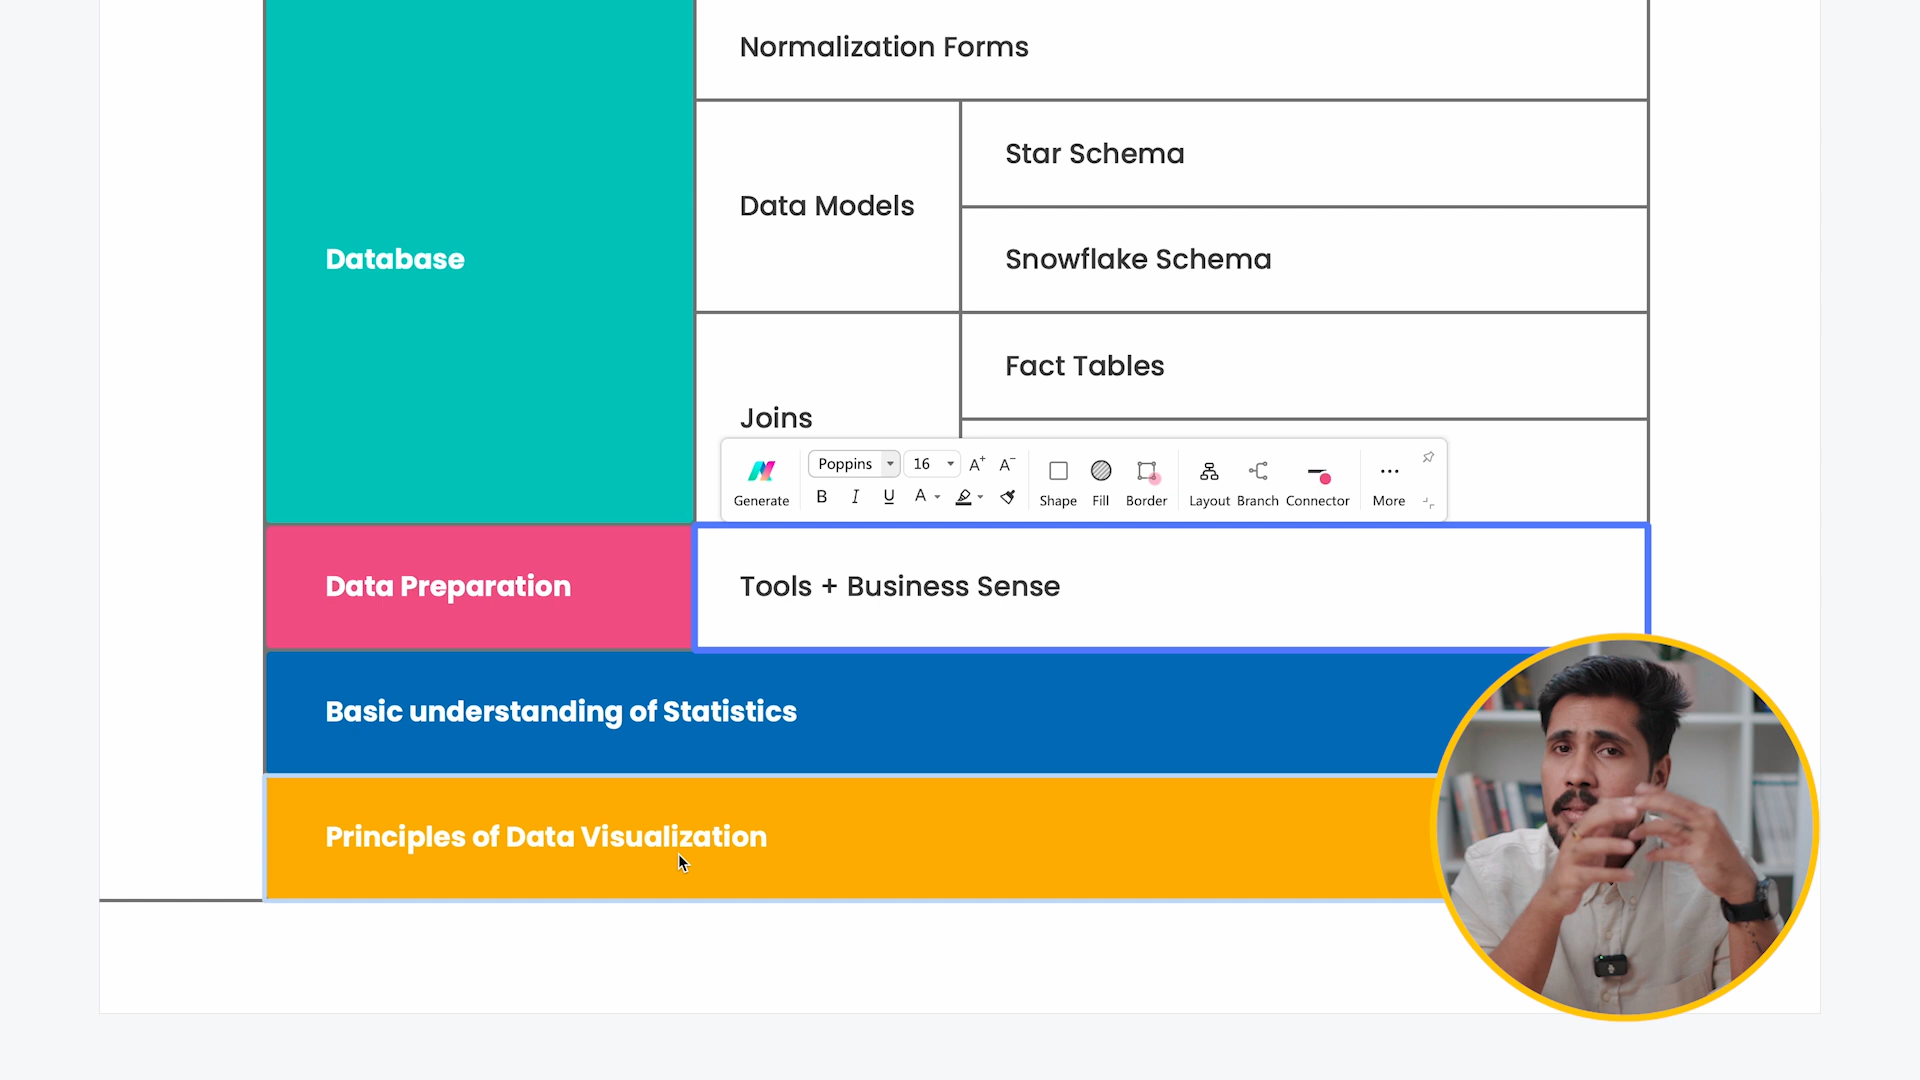 Normalization Forms
Star Schema
Data Models
Database
Snowflake Schema
Fact Tables
Joins
Poppins
16
A+
A-
Generate
B
I
U
A
Shape
Fill
Border
Layout
Branch
Connector
More
Data Preparation
Tools + Business Sense
Basic understanding of Statistics
Principles of Data Visualization